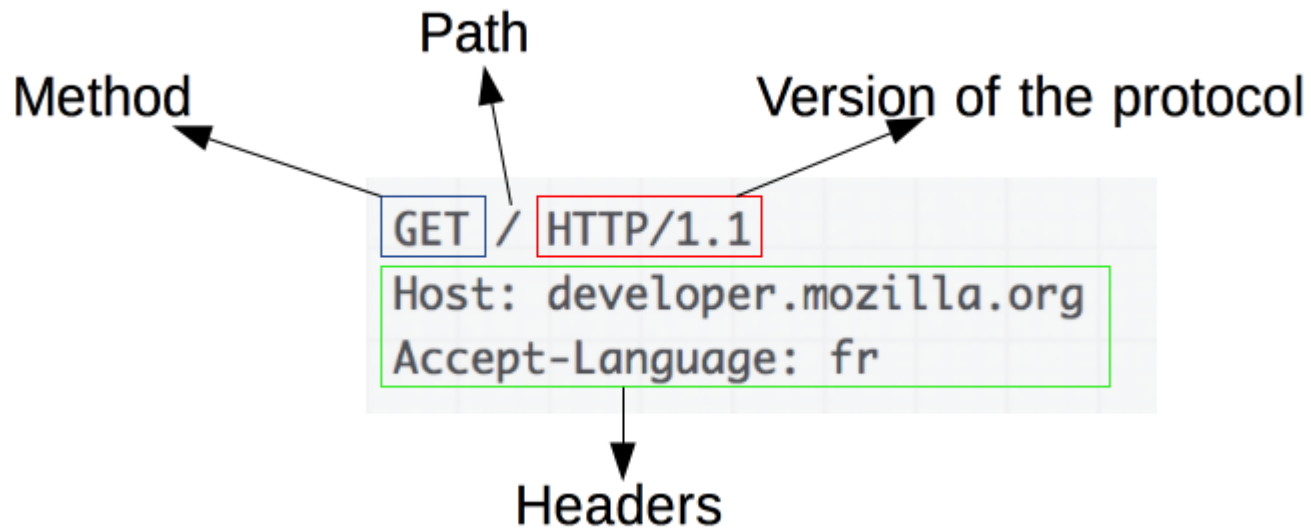 Path
Method
Version of the protocol
GET / HTTP/1.1
Host: developer.mozilla.org
Accept-Language: fr
Headers